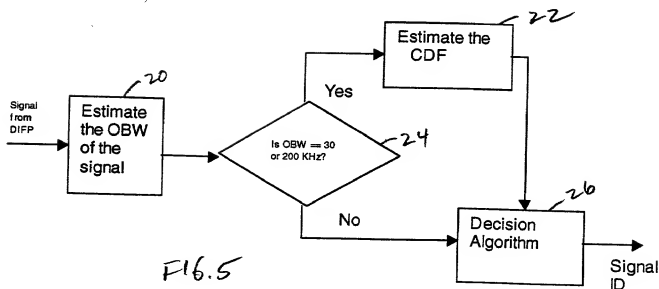 22
Estimate the
CDF
20
Signal
from
DIFP
Estimate
the OBW
of the
signal
Yes
24
Is OBW == 30
or 200 KHz?
26
No
Decision
Algorithm
Signal
ID
FIG.5